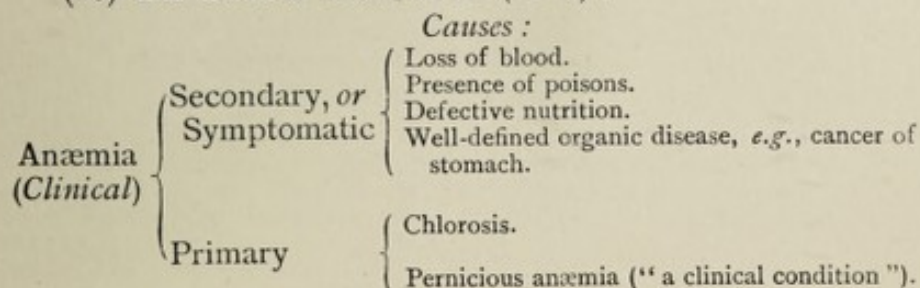 Causes :
Loss of blood.
Secondary, or
Presence of poisons.
Defective nutrition.
Symptomatic
Well-defined organic disease, e.g., cancer of
stomach.
Anæmia
(Clinical)
Chlorosis.
Primary
Pernicious anæmia (“ a clinical condition ”).